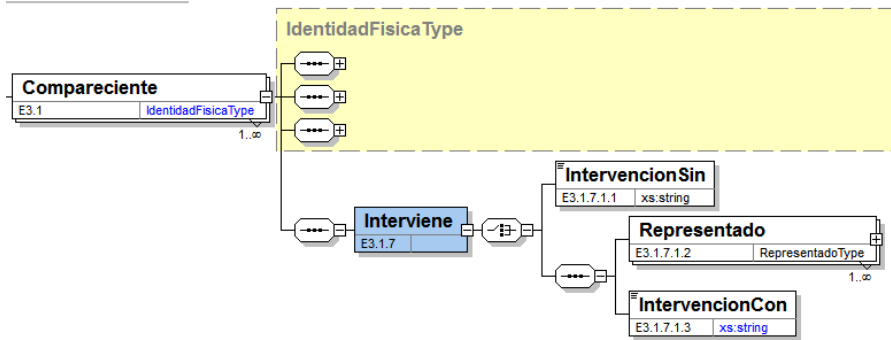 IdentidadFisicaType
Compareciente
E3.1 IdentidadFisicaType
1..∞
IntervencionSin
E3.1.7.1.1 xs:string
Interviene
E3.1.7
Representado
E3.1.7.1.2 RepresentadoType
1..∞
IntervencionCon
E3.1.7.1.3 xs:string